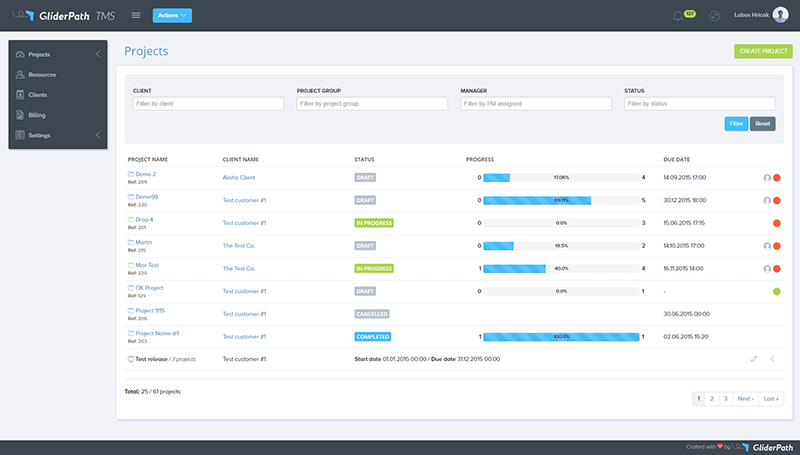 GliderPath TMS Actions 127 Lubos Hricak
Projects
Resources
Clients
Billing
Settings
Projects CREATE PROJECT
CLIENT PROJECT GROUP MANAGER STATUS
Filter by client Filter by project group Filter by PM assigned Filter by status
Filter Reset
PROJECT NAME CLIENT NAME STATUS PROGRESS DUE DATE
Demo 2 Aloha Client DRAFT 0 17.06% 4 14.09.2015 17:00
Ref: 209
Demo99 Test customer #1 DRAFT 0 69.11% 5 30.12.2015 18:00
Ref: 230
Drop 4 Test customer #1 IN PROGRESS 0 0.0% 3 15.06.2015 17:15
Ref: 201
Martin The Test Co. DRAFT 0 19.5% 2 14.10.2015 17:00
Ref: 215
Max Test The Test Co. IN PROGRESS 1 40.0% 4 16.11.2015 14:00
Ref: 220
OK Project Test customer #1 DRAFT 0 0.0% 1 -
Ref: 129
Project 1115 Test customer #1 CANCELLED 30.06.2015 00:00
Ref: 206
Project Name #1 Test customer #1 COMPLETED 1 100.0% 1 02.06.2015 15:20
Ref: 203
Test release / 7 projects Test customer #1 Start date 01.01.2015 00:00 / Due date 31.12.2015 00:00
Total: 25 / 61 projects
1 2 3 Next › Last »
Crafted with ❤ by GliderPath